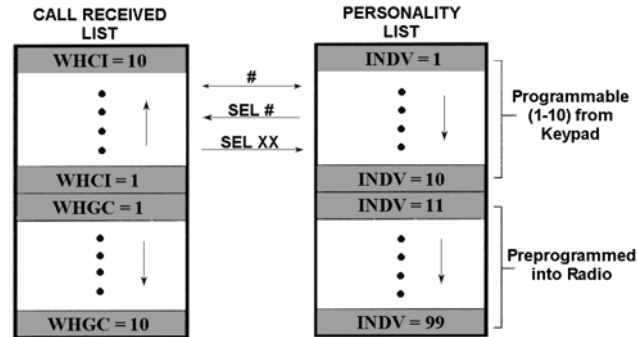 CALL RECEIVED
LIST
WHCI = 10
WHCI = 1
WHGC = 1
WHGC = 10
#
SEL #
SEL XX
PERSONALITY
LIST
INDV = 1
INDV = 10
INDV = 11
INDV = 99
Programmable
(1-10) from
Keypad
Preprogrammed
into Radio